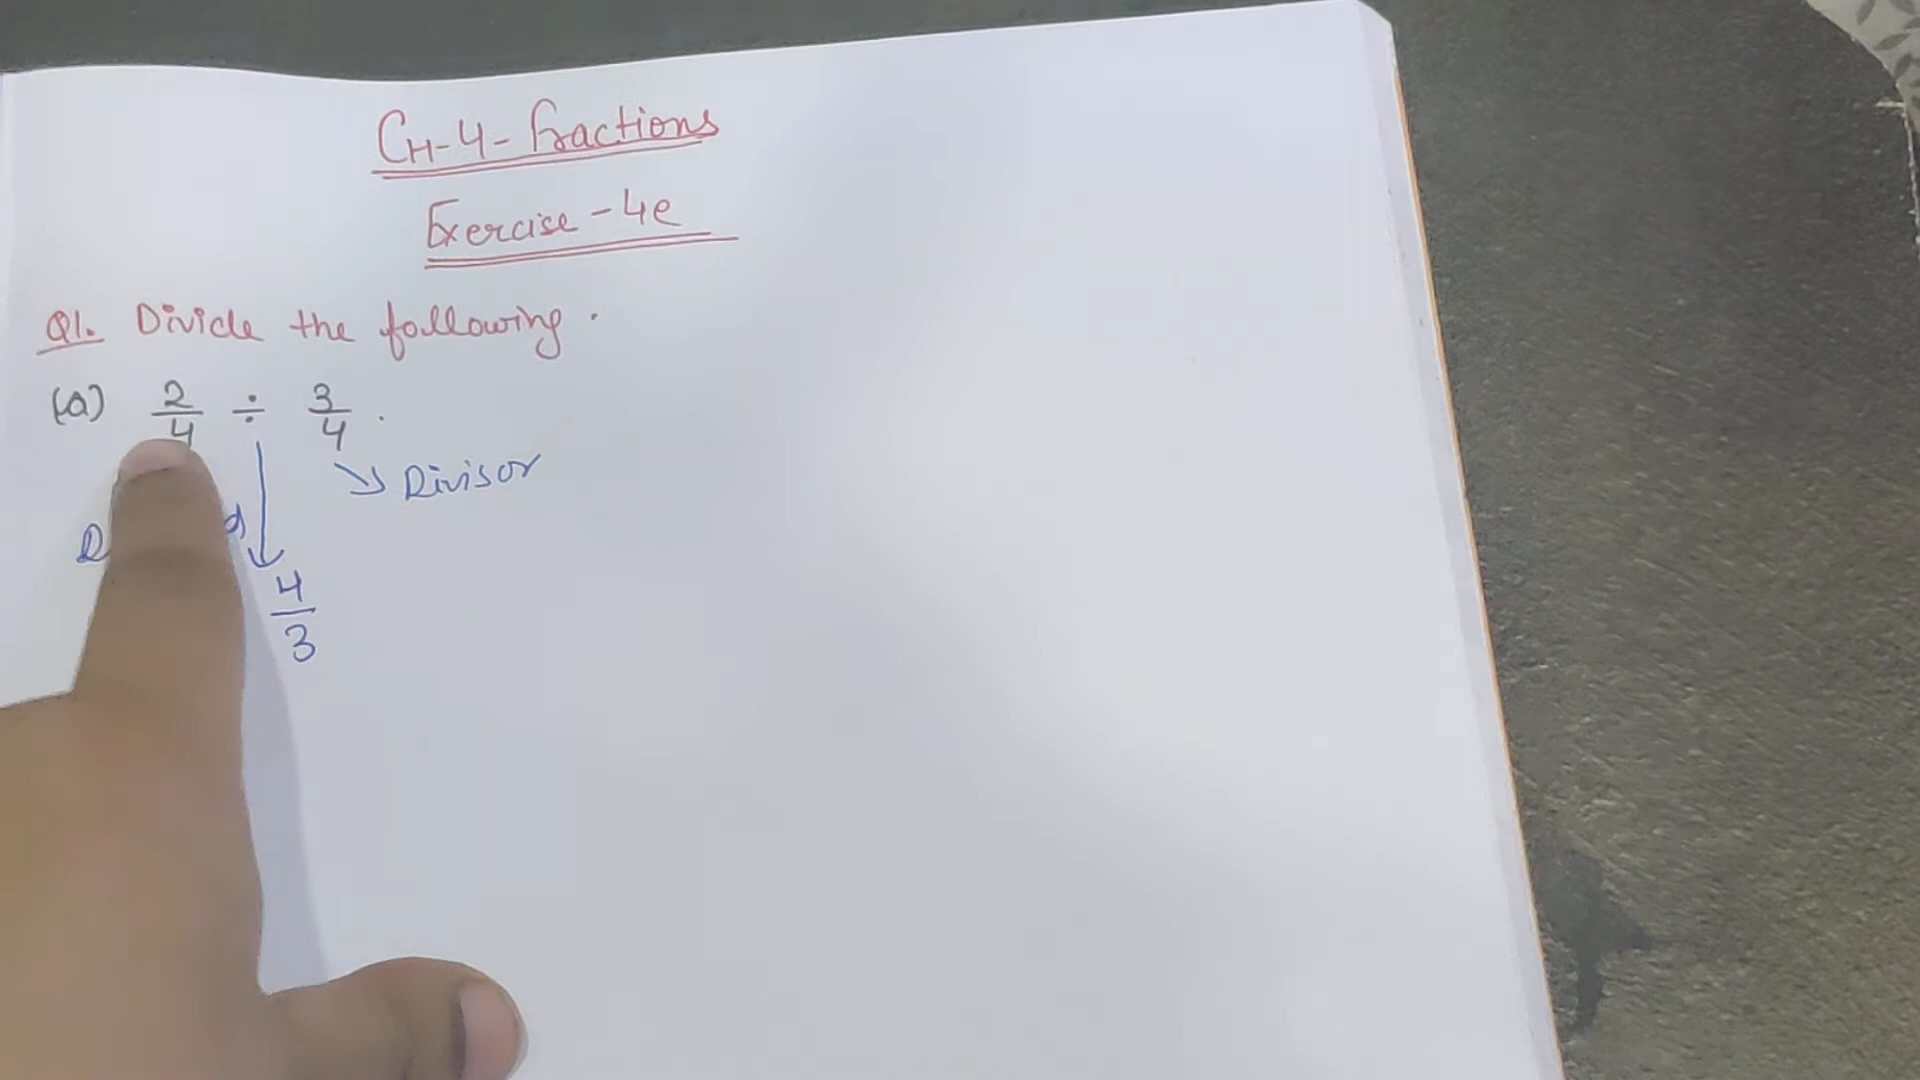 CH-4- Fractions
Exercise - 4e
Q1. Divide the following.
(a) 2/4 ÷ 3/4 .
Divisor
4/3